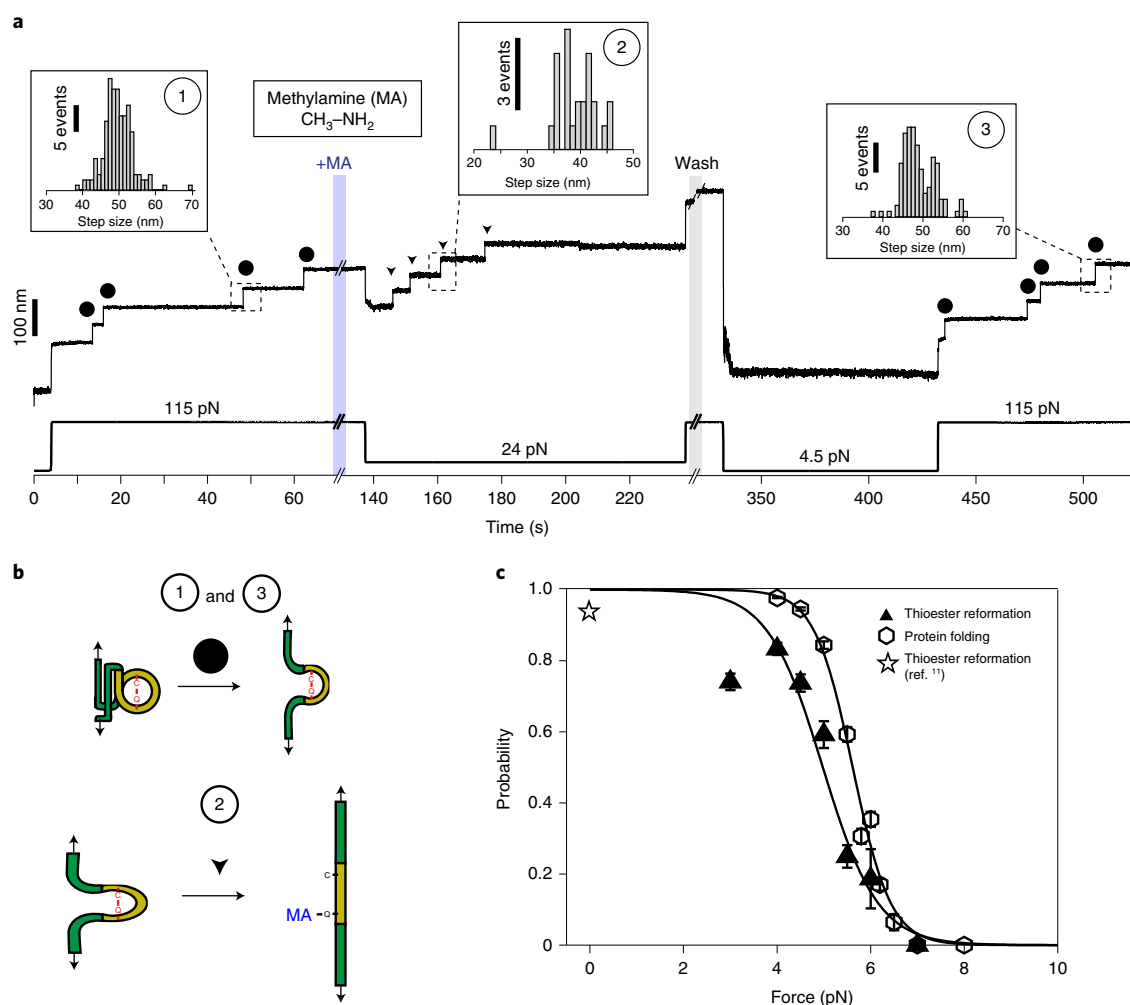 a
1
5 events
30 40 50 60 70
Step size (nm)
Methylamine (MA)
CH3–NH2
+MA
2
3 events
20 30 40 50
Step size (nm)
Wash
3
5 events
30 40 50 60 70
Step size (nm)
100 nm
115 pN
24 pN
4.5 pN
115 pN
0 20 40 60 140 160 180 200 220 350 400 450 500
Time (s)
b
1 and 3
C
Q
C
Q
2
C
Q
C
MA Q
c
1.0
0.8
0.6
0.4
0.2
0
Probability
Thioester reformation
Protein folding
Thioester reformation
(ref. 11)
0 2 4 6 8 10
Force (pN)